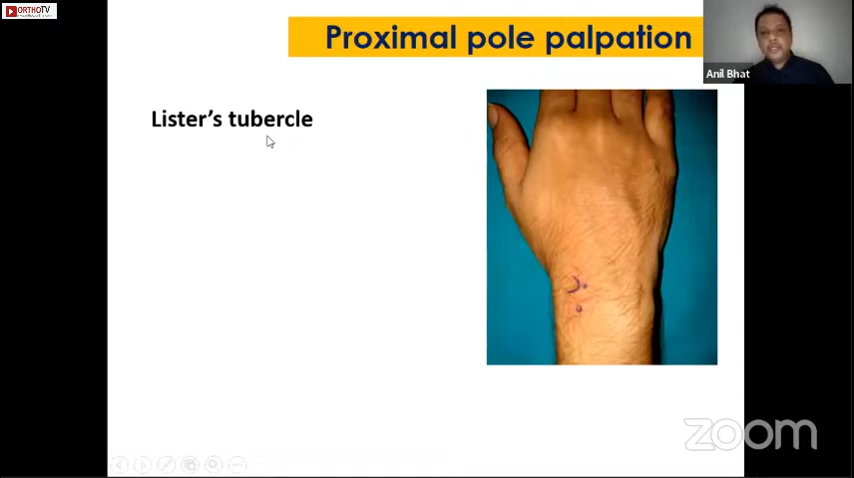 ORTHOTV
Proximal pole palpation
Anil Bhat
Lister's tubercle
zoom